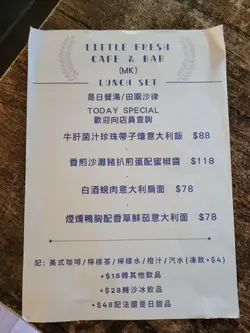 LITTLE FRESH
CAFE & BAR
(MK)
LUNCH SET
是日餐湯/田園沙律
TODAY SPECIAL
歡迎向店員查詢
牛肝菌汁珍珠帶子燴意大利飯 $88
香煎沙灘豬扒煎蛋配蜜椒醬 $118
白酒蜆肉意大利扁面 $78
煙燻鴨胸配香草鮮茄意大利面 $78
配：美式咖啡/檸檬茶/檸檬水/橙汁/汽水(凍飲+$4)
+$18轉其他飲品
+$28轉沙冰飲品
+$48配法國是日甜品